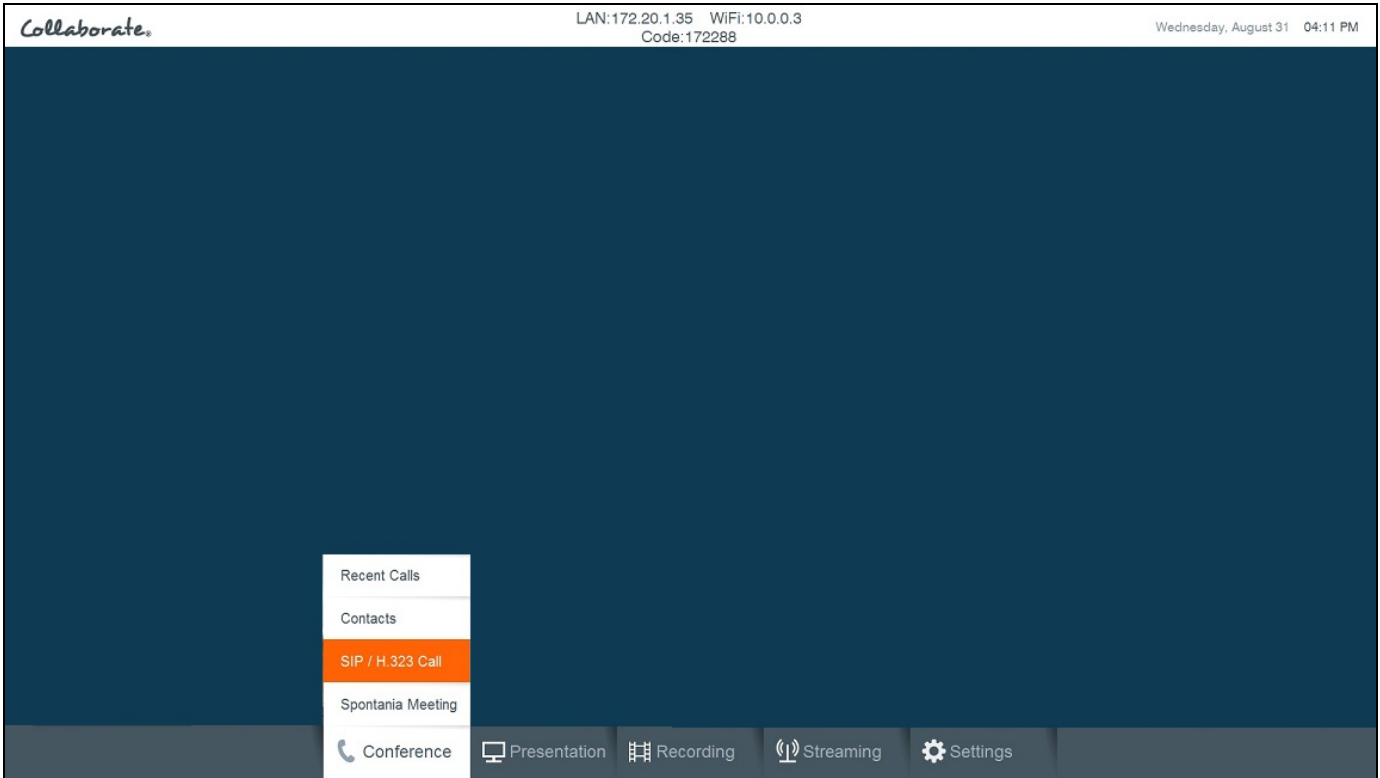 Collaborate®
LAN:172.20.1.35 WiFi:10.0.0.3
Code:172288
Wednesday, August 31 04:11 PM
Recent Calls
Contacts
SIP / H.323 Call
Spontania Meeting
Conference Presentation Recording Streaming Settings